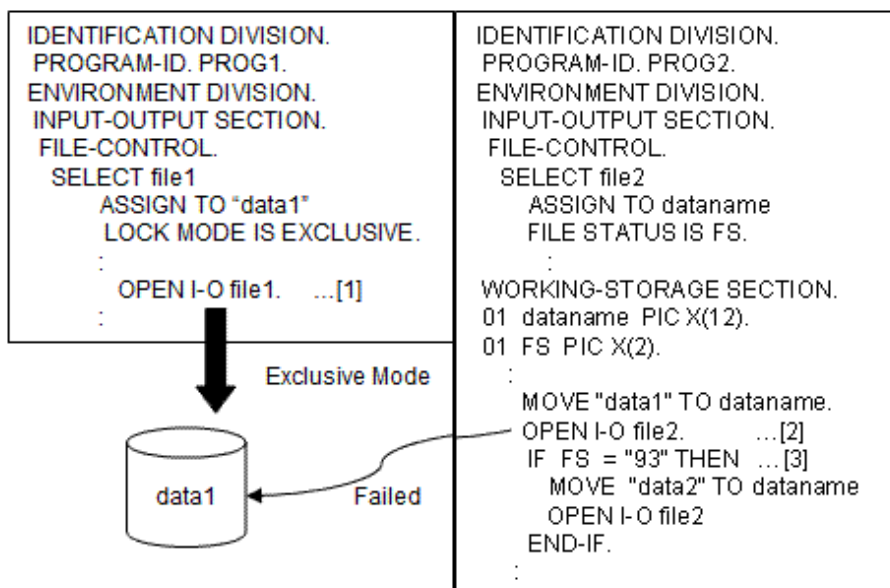 IDENTIFICATION DIVISION.
PROGRAM-ID. PROG1.
ENVIRONMENT DIVISION.
INPUT-OUTPUT SECTION.
FILE-CONTROL.
SELECT file1
ASSIGN TO “data1”
LOCK MODE IS EXCLUSIVE.
:
OPEN I-O file1. ...[1]
:
Exclusive Mode
data1
Failed
IDENTIFICATION DIVISION.
PROGRAM-ID. PROG2.
ENVIRONMENT DIVISION.
INPUT-OUTPUT SECTION.
FILE-CONTROL.
SELECT file2
ASSIGN TO dataname
FILE STATUS IS FS.
:
WORKING-STORAGE SECTION.
01 dataname PIC X(12).
01 FS PIC X(2).
:
MOVE "data1" TO dataname.
OPEN I-O file2. ...[2]
IF FS = "93" THEN ...[3]
MOVE "data2" TO dataname
OPEN I-O file2
END-IF.
: